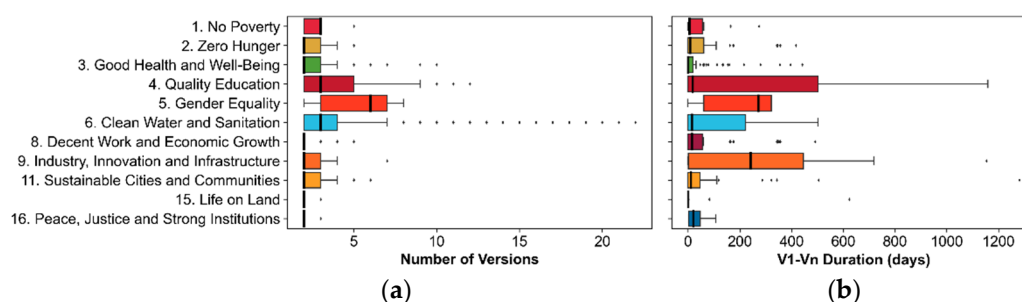 1. No Poverty
2. Zero Hunger
3. Good Health and Well-Being
4. Quality Education
5. Gender Equality
6. Clean Water and Sanitation
8. Decent Work and Economic Growth
9. Industry, Innovation and Infrastructure
11. Sustainable Cities and Communities
15. Life on Land
16. Peace, Justice and Strong Institutions
5 10 15 20
Number of Versions
(a)
0 200 400 600 800 1000 1200
V1-Vn Duration (days)
(b)